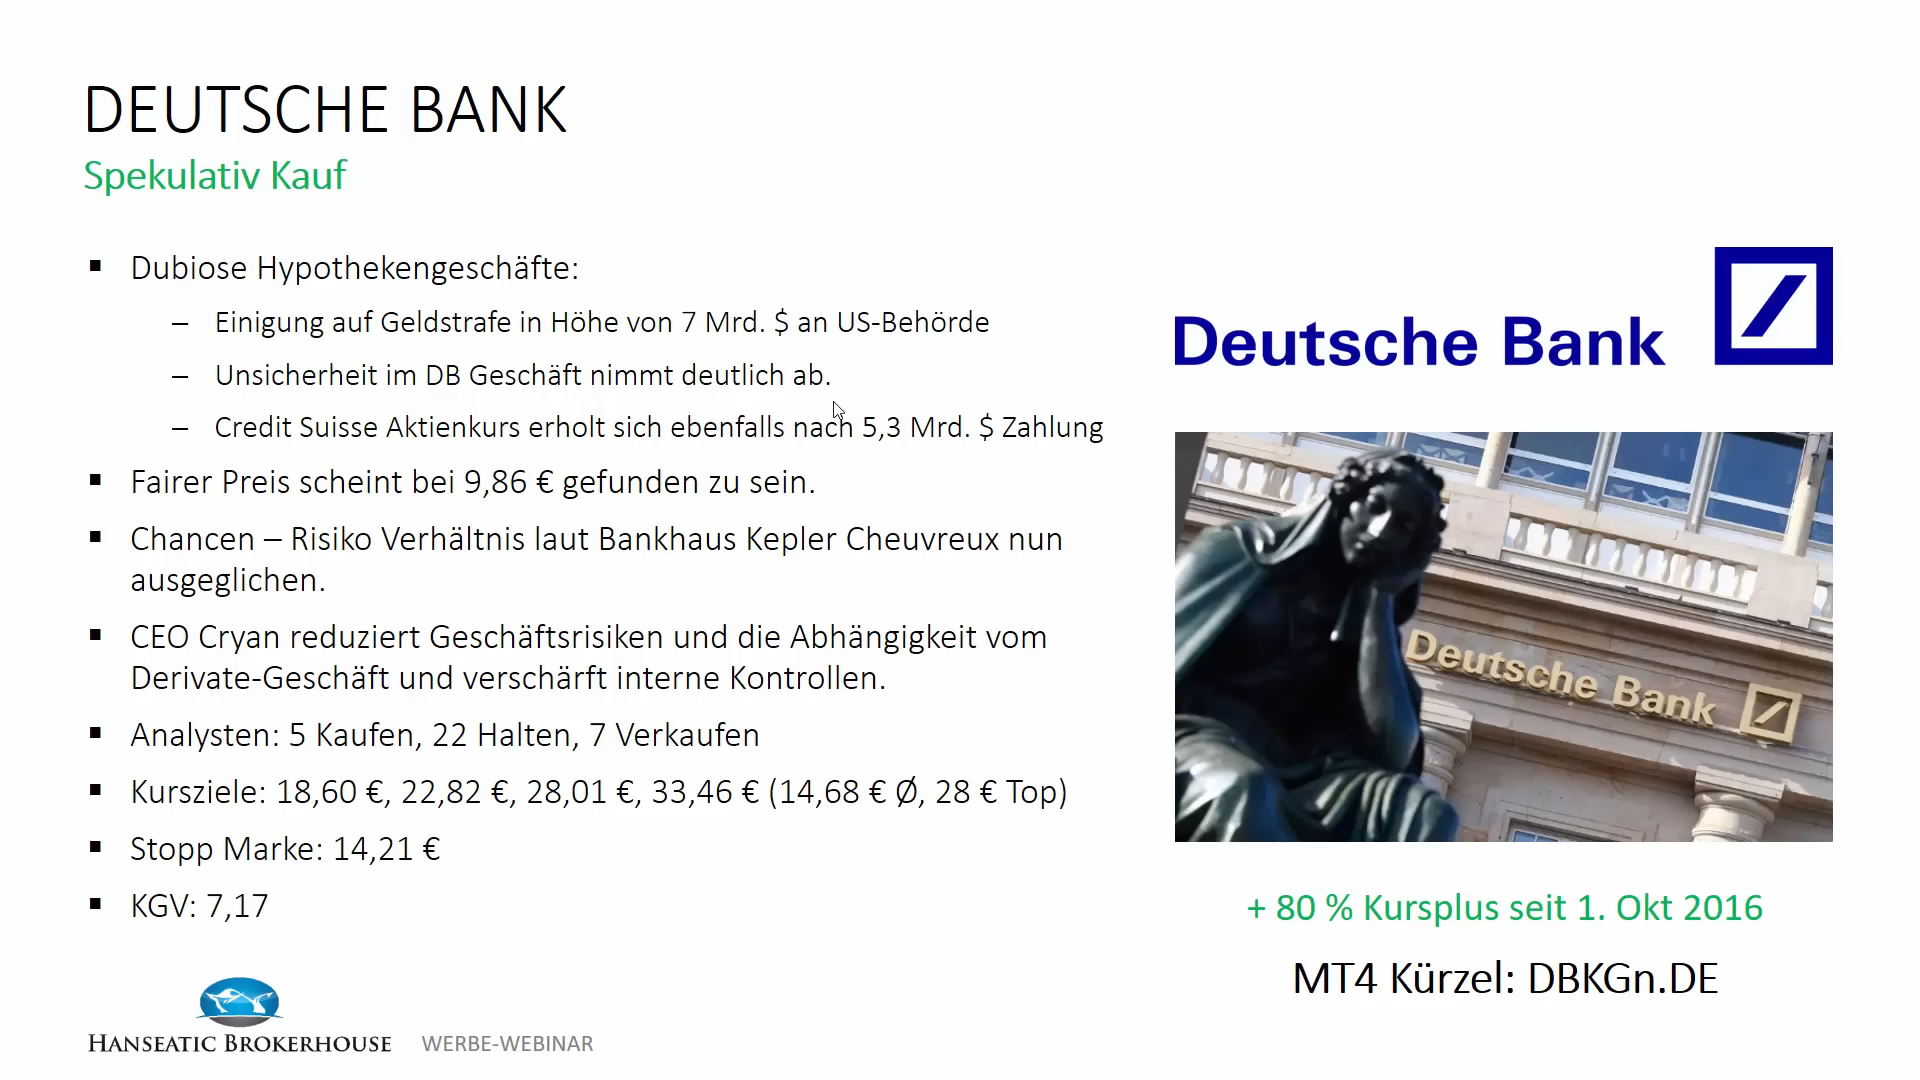 DEUTSCHE BANK
Spekulativ Kauf
▪ Dubiose Hypothekengeschäfte:
– Einigung auf Geldstrafe in Höhe von 7 Mrd. $ an US-Behörde
– Unsicherheit im DB Geschäft nimmt deutlich ab.
– Credit Suisse Aktienkurs erholt sich ebenfalls nach 5,3 Mrd. $ Zahlung
▪ Fairer Preis scheint bei 9,86 € gefunden zu sein.
▪ Chancen – Risiko Verhältnis laut Bankhaus Kepler Cheuvreux nun
ausgeglichen.
▪ CEO Cryan reduziert Geschäftsrisiken und die Abhängigkeit vom
Derivate-Geschäft und verschärft interne Kontrollen.
▪ Analysten: 5 Kaufen, 22 Halten, 7 Verkaufen
▪ Kursziele: 18,60 €, 22,82 €, 28,01 €, 33,46 € (14,68 € Ø, 28 € Top)
▪ Stopp Marke: 14,21 €
▪ KGV: 7,17
Deutsche Bank
Deutsche Bank
+ 80 % Kursplus seit 1. Okt 2016
MT4 Kürzel: DBKGn.DE
HANSEATIC BROKERHOUSE
WERBE-WEBINAR